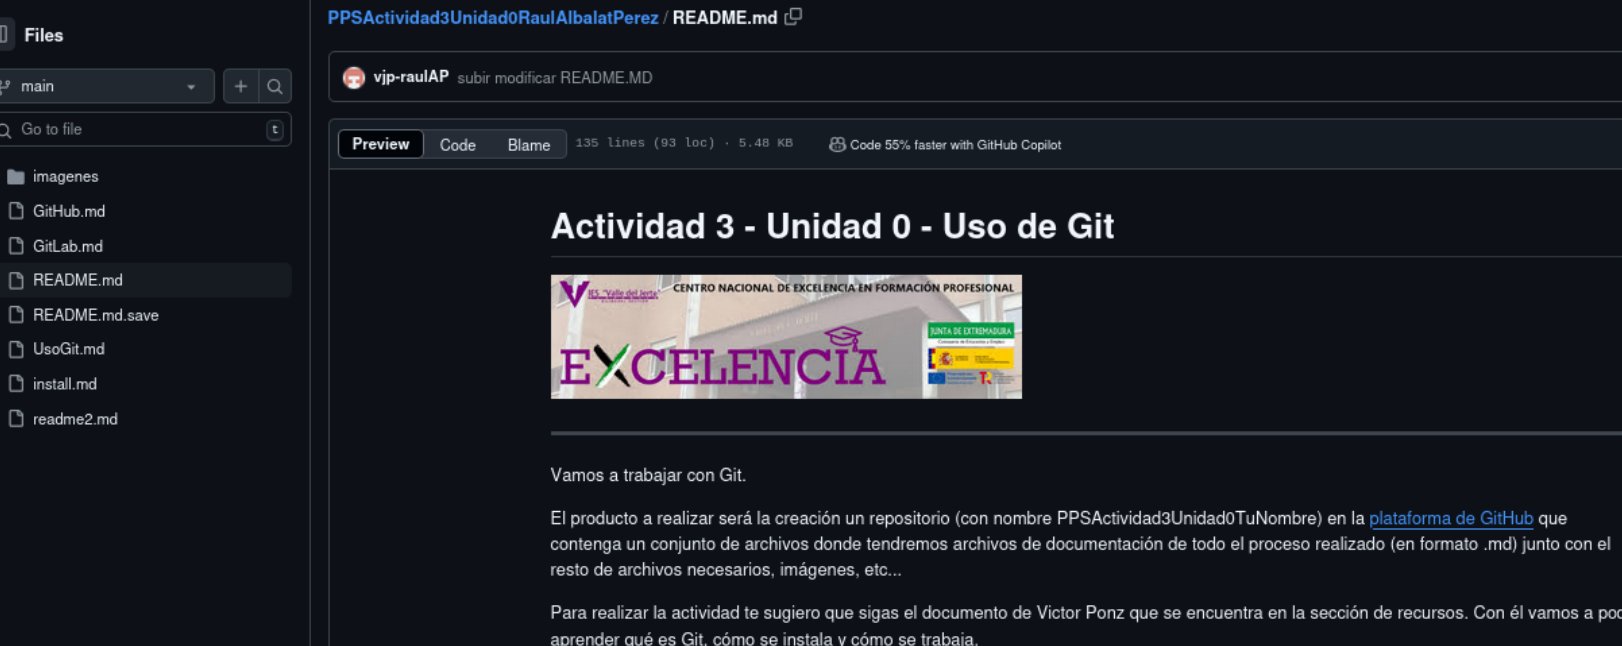 Files
main
Go to file
t
imagenes
GitHub.md
GitLab.md
README.md
README.md.save
UsoGit.md
install.md
readme2.md
PPSActividad3Unidad0RaulAlbalatPerez / README.md
vjp-raulAP subir modificar README.MD
Preview Code Blame 135 lines (93 loc) · 5.48 KB Code 55% faster with GitHub Copilot
Actividad 3 - Unidad 0 - Uso de Git
IES. "Valle del Jerte"
CENTRO NACIONAL DE EXCELENCIA EN FORMACIÓN PROFESIONAL
EXCELENCIA
JUNTA DE EXTREMADURA
Vamos a trabajar con Git.
El producto a realizar será la creación un repositorio (con nombre PPSActividad3Unidad0TuNombre) en la plataforma de GitHub que
contenga un conjunto de archivos donde tendremos archivos de documentación de todo el proceso realizado (en formato .md) junto con el
resto de archivos necesarios, imágenes, etc...
Para realizar la actividad te sugiero que sigas el documento de Victor Ponz que se encuentra en la sección de recursos. Con él vamos a pod
aprender qué es Git, cómo se instala y cómo se trabaja.